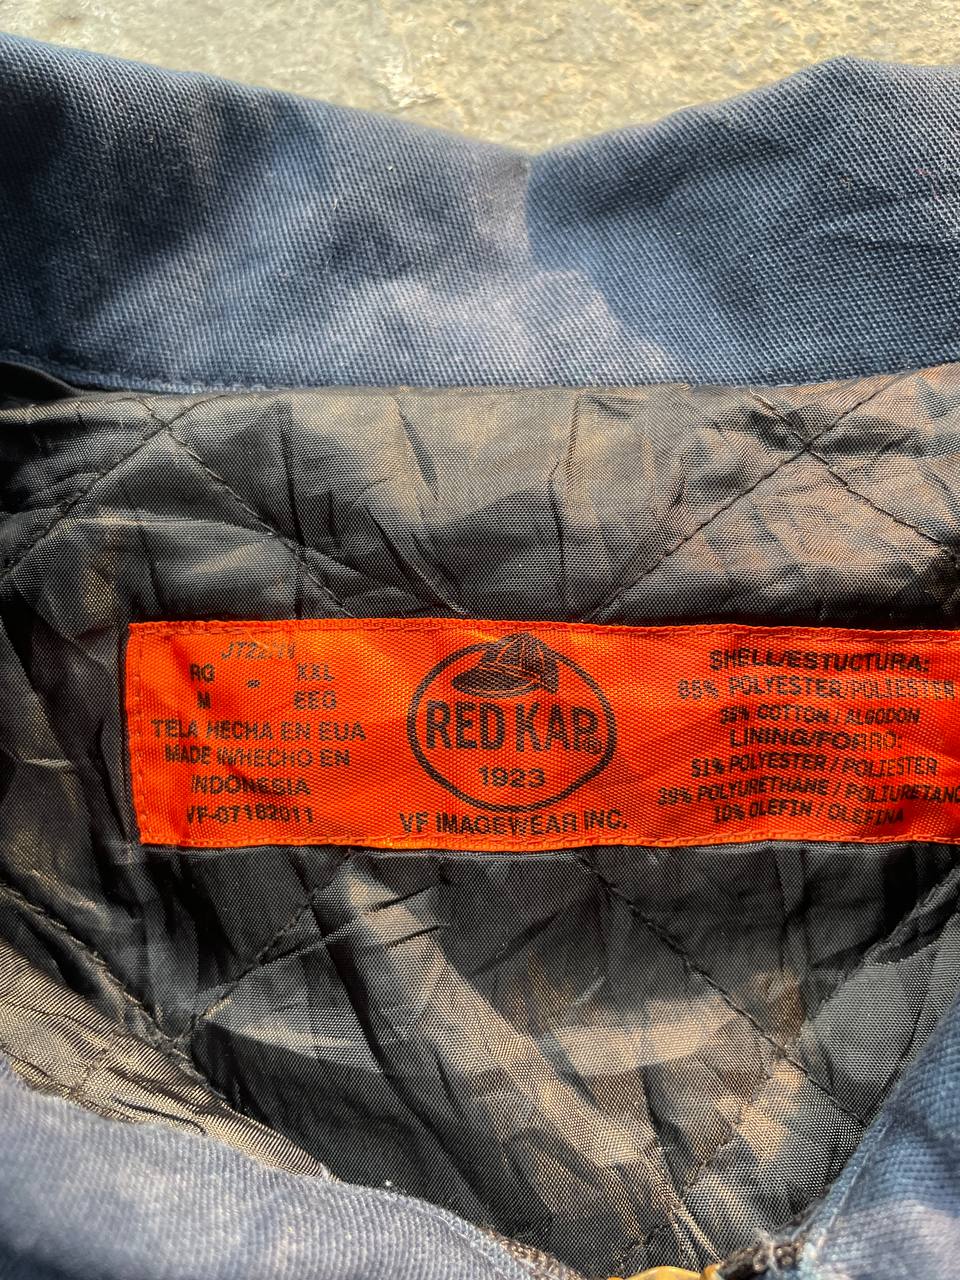 RG - XXL
M EEG
TELA HECHA EN EUA
MADE IN/HECHO EN
INDONESIA
VF-07182011
RED KAP
1923
VF IMAGEWEAR INC.
SHELL/ESTUCTURA:
65% POLYESTER/POLIESTER
35% COTTON / ALGODON
LINING/FORRO:
51% POLYESTER / POLIESTER
39% POLYURETHANE / POLIURETANO
10% OLEFIN / OLEFINA